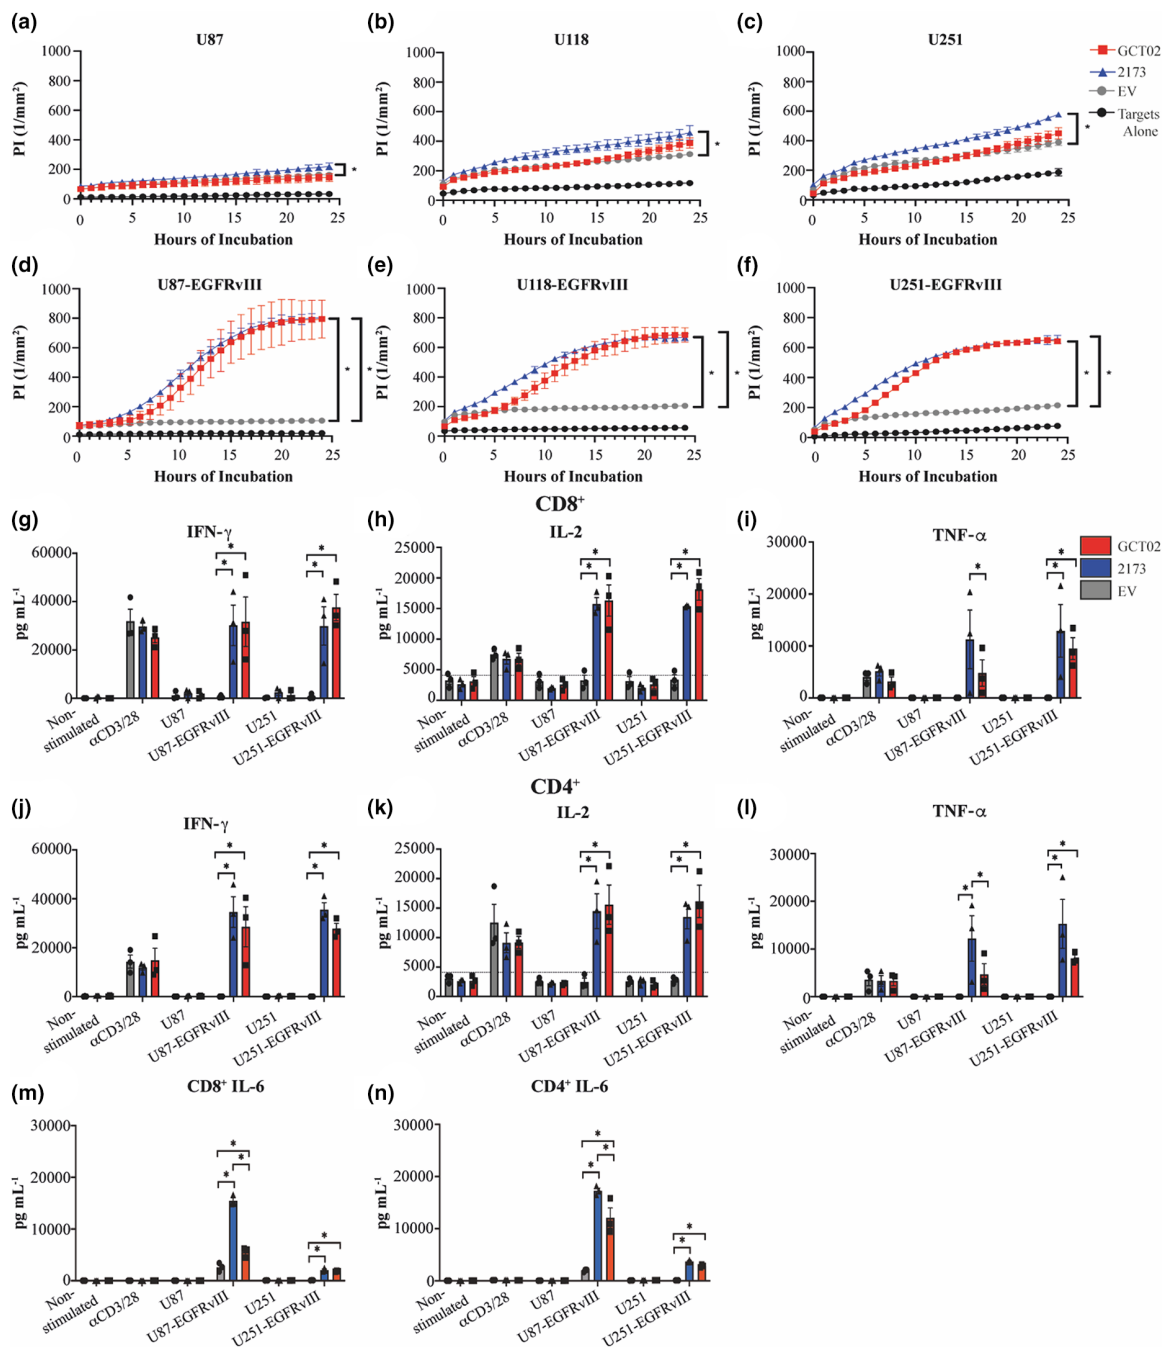 (a)
U87
PI (1/mm²)
1000
800
600
400
200
0
*
0 5 10 15 20 25
Hours of Incubation
(b)
U118
PI (1/mm²)
1000
800
600
400
200
0
*
0 5 10 15 20 25
Hours of Incubation
(c)
U251
PI (1/mm²)
1000
800
600
400
200
0
*
0 5 10 15 20 25
Hours of Incubation
GCT02
2173
EV
Targets
Alone
(d)
U87-EGFRvIII
PI (1/mm²)
1000
800
600
400
200
0
* *
0 5 10 15 20 25
Hours of Incubation
(e)
U118-EGFRvIII
PI (1/mm²)
1000
800
600
400
200
0
* *
0 5 10 15 20 25
Hours of Incubation
(f)
U251-EGFRvIII
PI (1/mm²)
1000
800
600
400
200
0
* *
0 5 10 15 20 25
Hours of Incubation
CD8⁺
(g)
IFN-γ
pg mL⁻¹
60000
40000
20000
0
* * * *
Non-
stimulated
αCD3/28
U87
U87-EGFRvIII
U251
U251-EGFRvIII
(h)
IL-2
pg mL⁻¹
25000
20000
15000
10000
5000
0
* * * *
Non-
stimulated
αCD3/28
U87
U87-EGFRvIII
U251
U251-EGFRvIII
(i)
TNF-α
pg mL⁻¹
30000
20000
10000
0
* * *
Non-
stimulated
αCD3/28
U87
U87-EGFRvIII
U251
U251-EGFRvIII
GCT02
2173
EV
CD4⁺
(j)
IFN-γ
pg mL⁻¹
60000
40000
20000
0
* * * *
Non-
stimulated
αCD3/28
U87
U87-EGFRvIII
U251
U251-EGFRvIII
(k)
IL-2
pg mL⁻¹
25000
20000
15000
10000
5000
0
* * * *
Non-
stimulated
αCD3/28
U87
U87-EGFRvIII
U251
U251-EGFRvIII
(l)
TNF-α
pg mL⁻¹
30000
20000
10000
0
* * * *
Non-
stimulated
αCD3/28
U87
U87-EGFRvIII
U251
U251-EGFRvIII
(m)
CD8⁺ IL-6
pg mL⁻¹
30000
20000
10000
0
* * * * *
Non-
stimulated
αCD3/28
U87
U87-EGFRvIII
U251
U251-EGFRvIII
(n)
CD4⁺ IL-6
pg mL⁻¹
30000
20000
10000
0
* * * * *
Non-
stimulated
αCD3/28
U87
U87-EGFRvIII
U251
U251-EGFRvIII